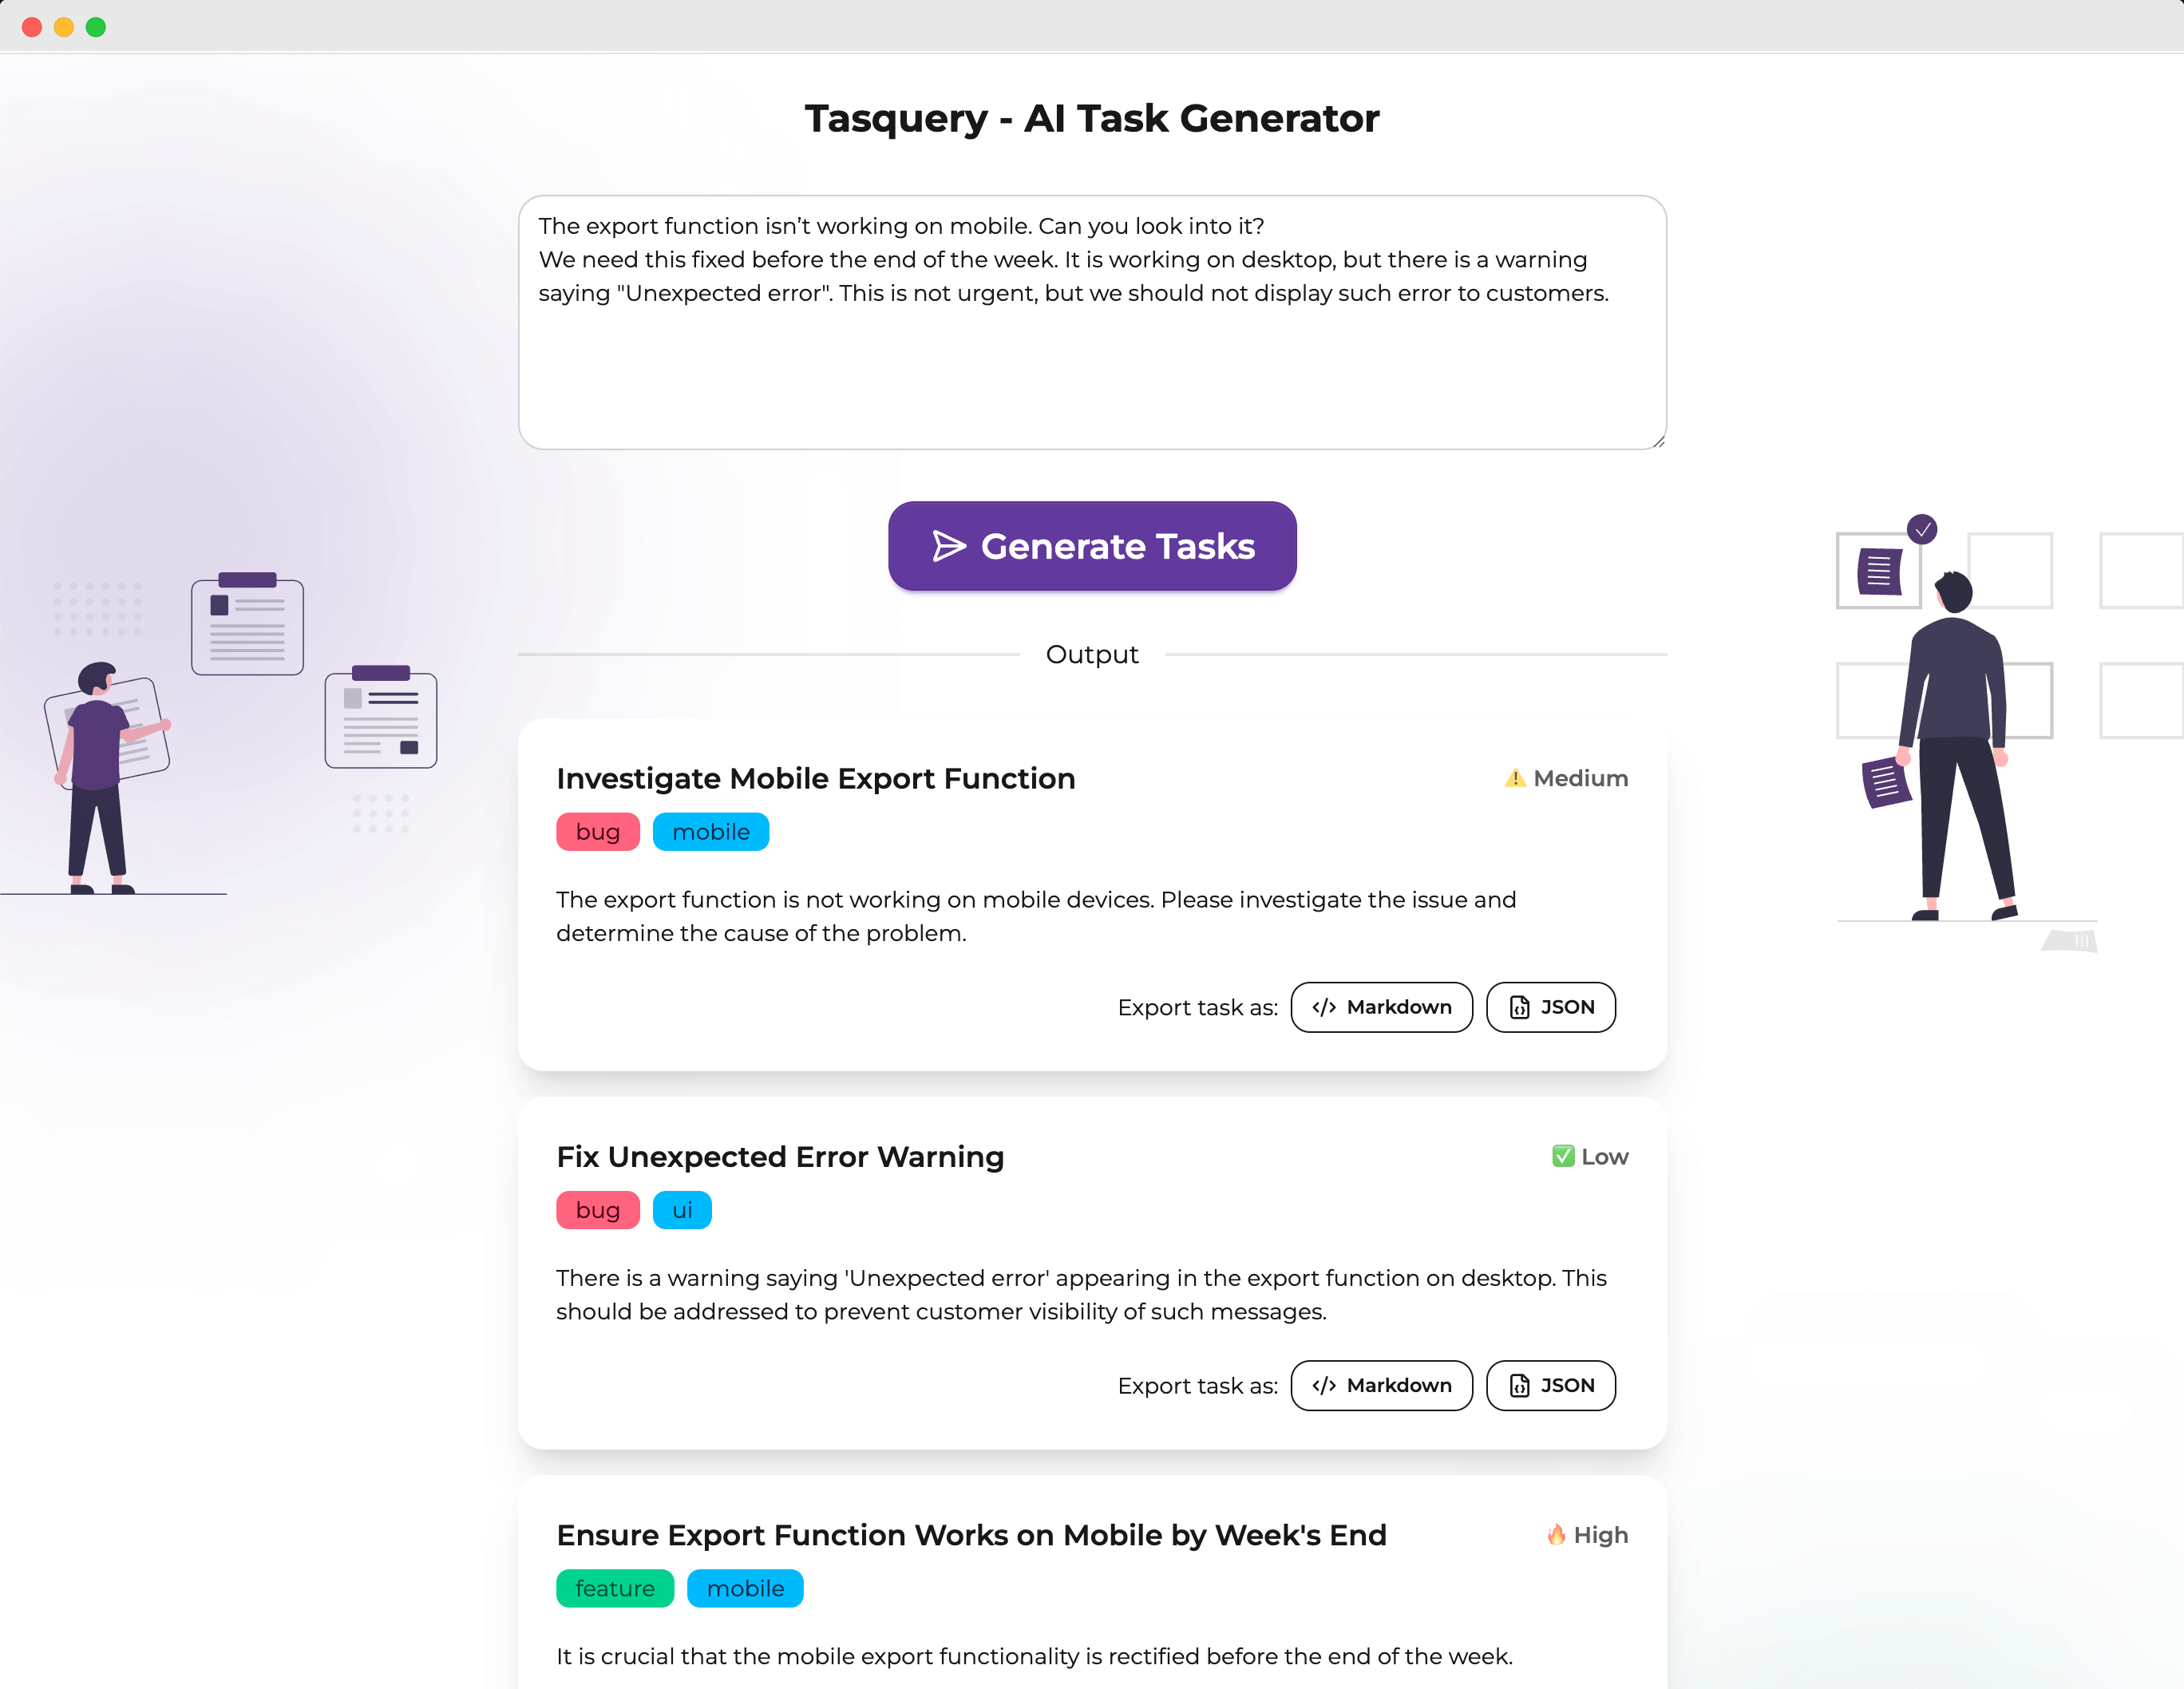 Tasquery - AI Task Generator
The export function isn’t working on mobile. Can you look into it?
We need this fixed before the end of the week. It is working on desktop, but there is a warning
saying "Unexpected error". This is not urgent, but we should not display such error to customers.
Generate Tasks
Output
Investigate Mobile Export Function
Medium
bug mobile
The export function is not working on mobile devices. Please investigate the issue and
determine the cause of the problem.
Export task as: </> Markdown JSON
Fix Unexpected Error Warning
Low
bug ui
There is a warning saying 'Unexpected error' appearing in the export function on desktop. This
should be addressed to prevent customer visibility of such messages.
Export task as: </> Markdown JSON
Ensure Export Function Works on Mobile by Week's End
High
feature mobile
It is crucial that the mobile export functionality is rectified before the end of the week.